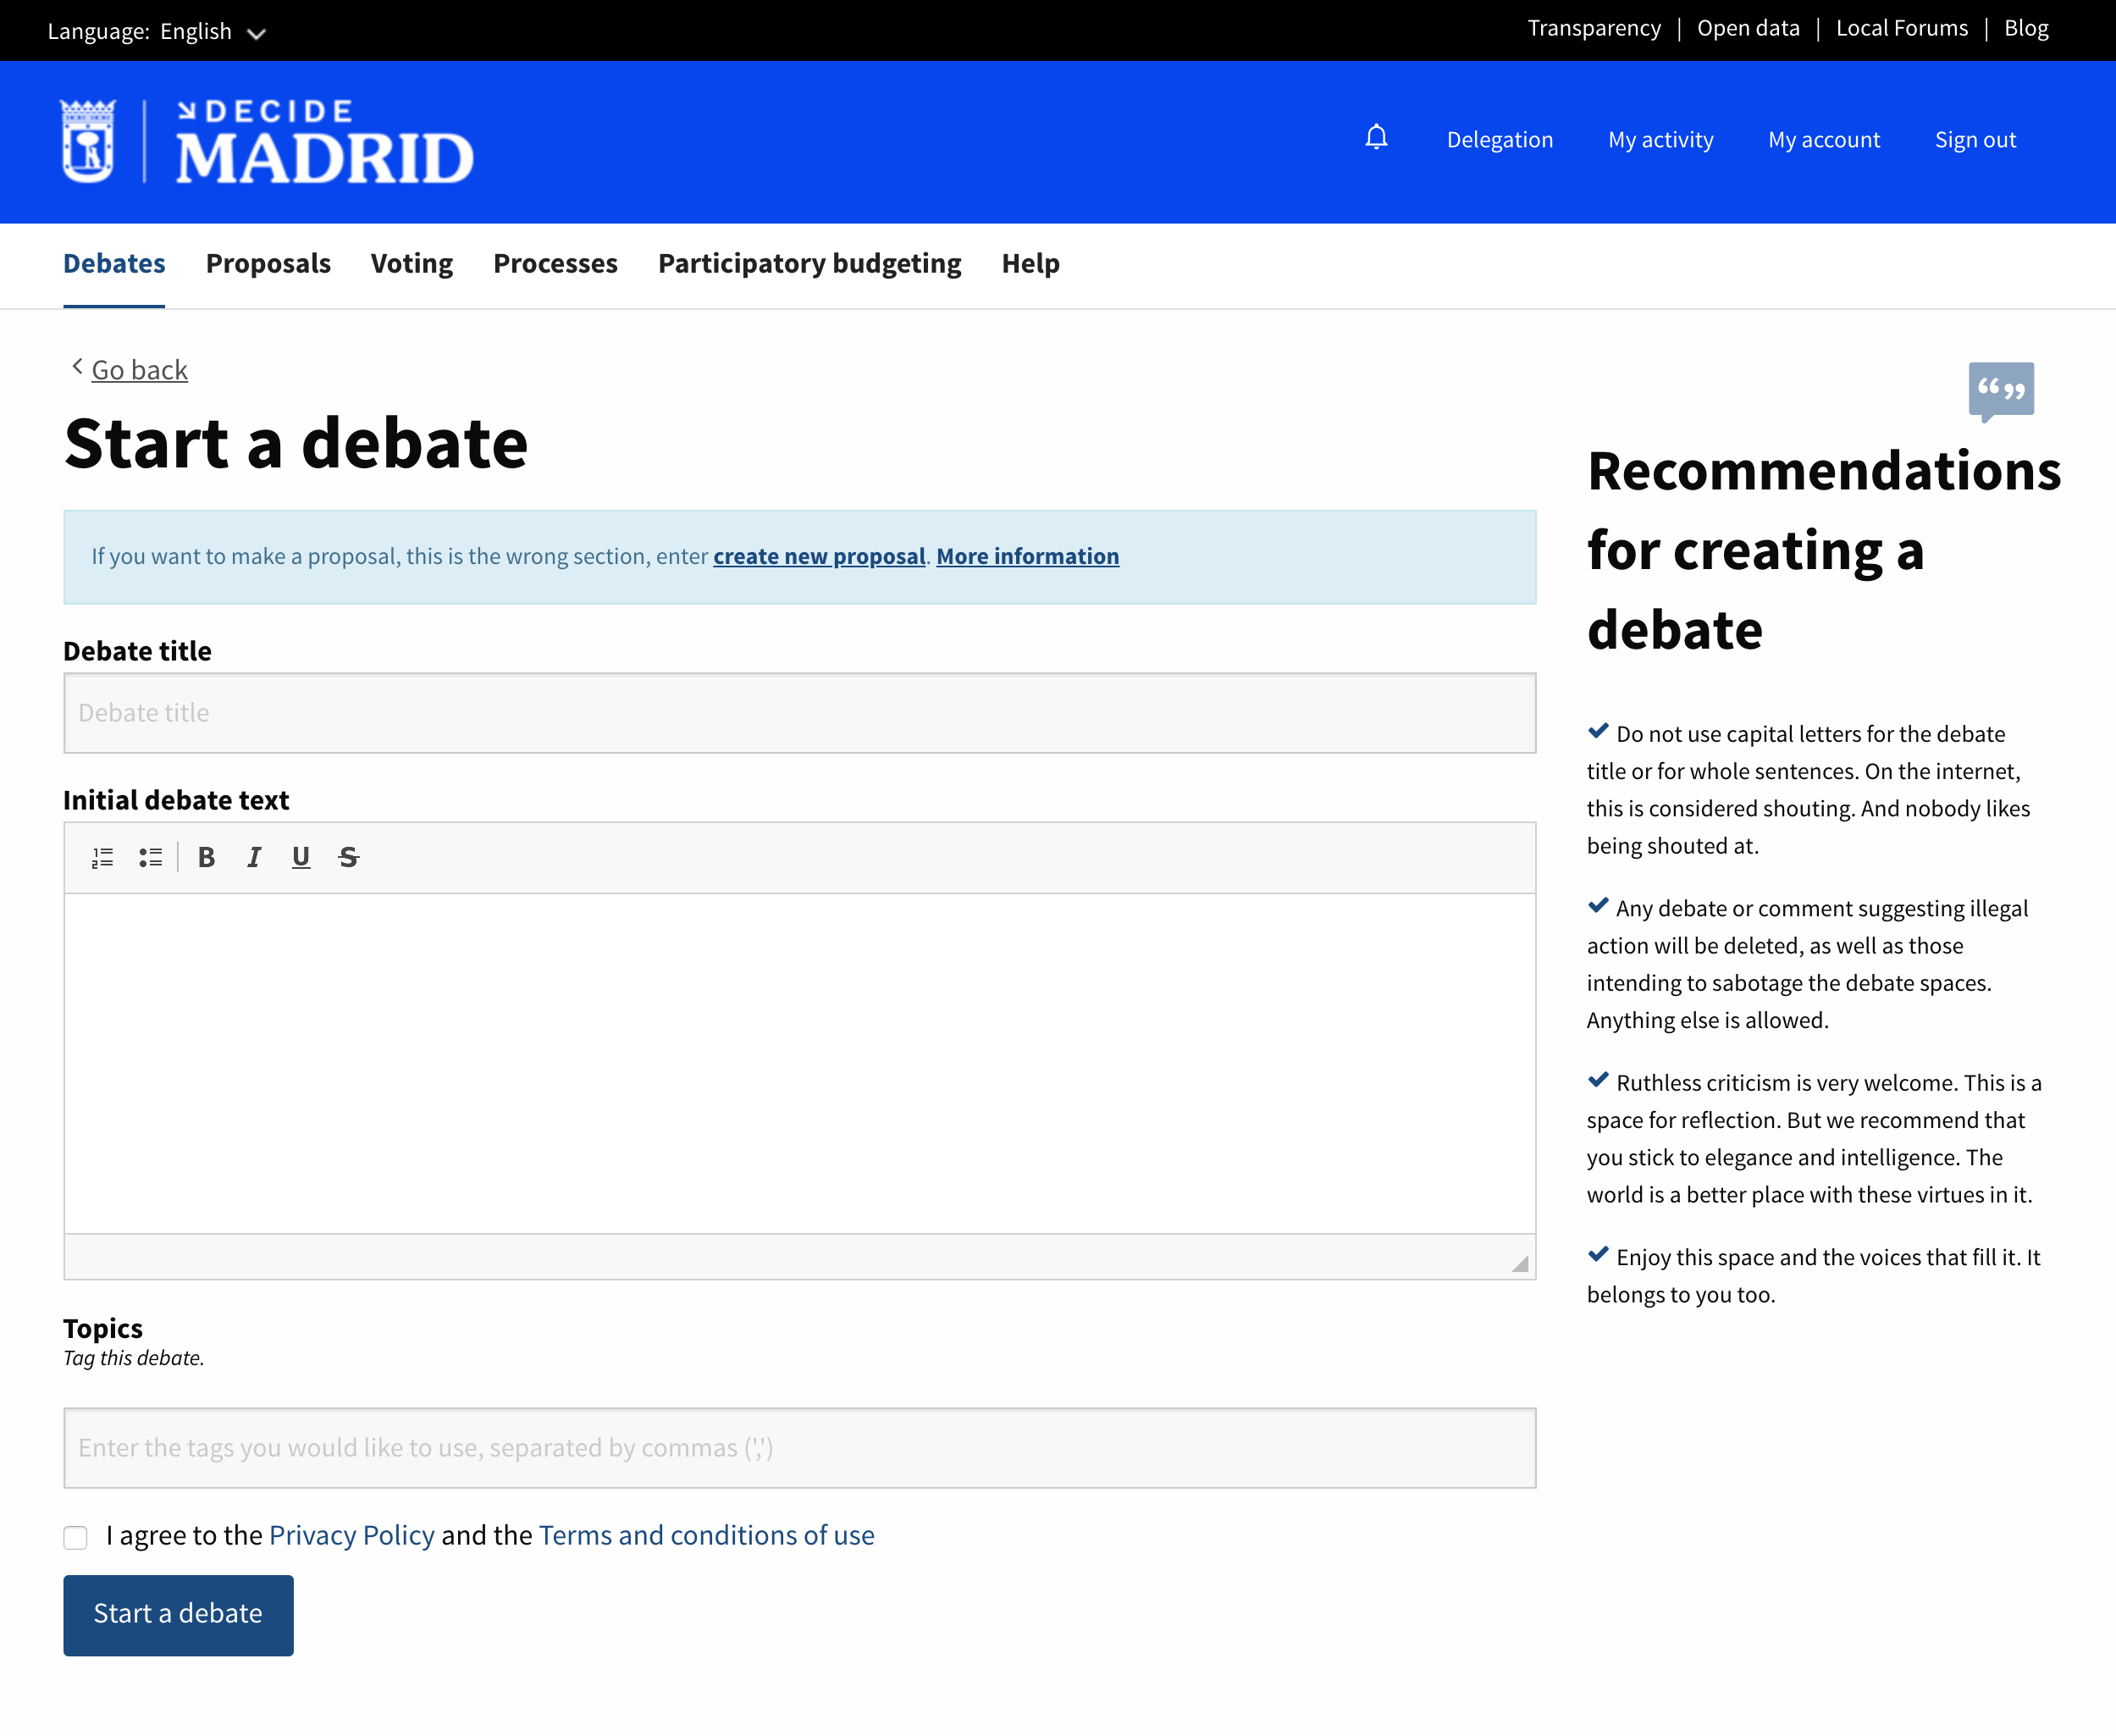 Language: English
Transparency | Open data | Local Forums | Blog
DECIDE
MADRID
Delegation
My activity
My account
Sign out
Debates
Proposals
Voting
Processes
Participatory budgeting
Help
Go back
Start a debate
If you want to make a proposal, this is the wrong section, enter create new proposal. More information
Debate title
Debate title
Initial debate text
B I U S
Topics
Tag this debate.
Enter the tags you would like to use, separated by commas (',')
I agree to the Privacy Policy and the Terms and conditions of use
Start a debate
Recommendations
for creating a
debate
Do not use capital letters for the debate
title or for whole sentences. On the internet,
this is considered shouting. And nobody likes
being shouted at.
Any debate or comment suggesting illegal
action will be deleted, as well as those
intending to sabotage the debate spaces.
Anything else is allowed.
Ruthless criticism is very welcome. This is a
space for reflection. But we recommend that
you stick to elegance and intelligence. The
world is a better place with these virtues in it.
Enjoy this space and the voices that fill it. It
belongs to you too.